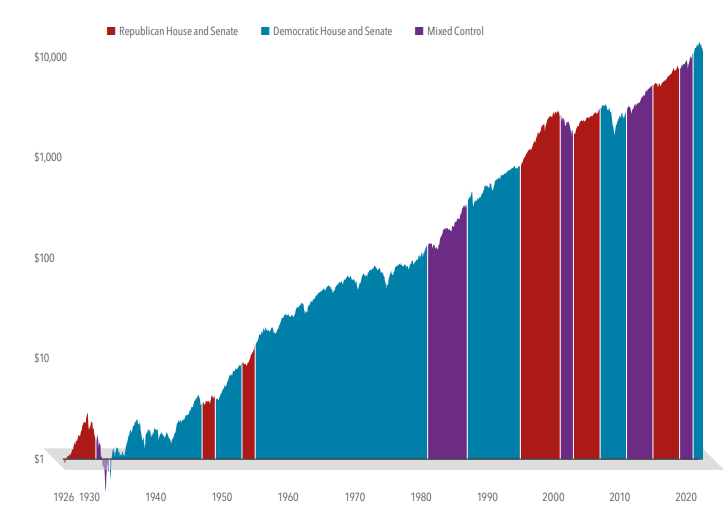 Republican House and Senate Democratic House and Senate Mixed Control
$10,000
$1,000
$100
$10
$1
1926 1930 1940 1950 1960 1970 1980 1990 2000 2010 2020